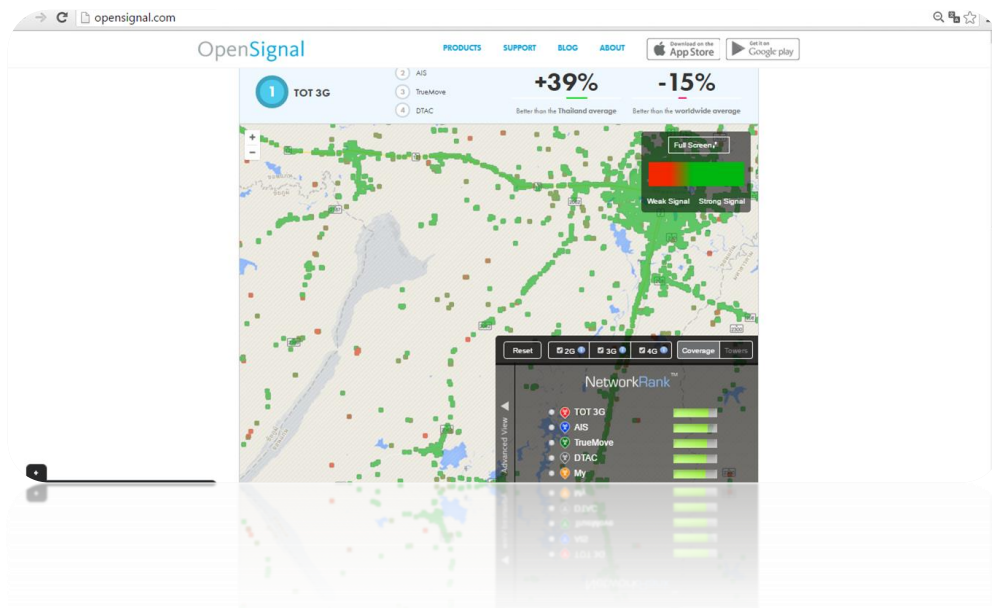 opensignal.com
OpenSignal
PRODUCTS SUPPORT BLOG ABOUT
Download on the
App Store
Get it on
Google play
1 TOT 3G
2 AIS
3 TrueMove
4 DTAC
+39%
Better than the Thailand average
-15%
Better than the worldwide average
+
−
Full Screen
Weak Signal Strong Signal
Reset 2G 3G 4G Coverage Towers
NetworkRank™
Advanced View
TOT 3G
AIS
TrueMove
DTAC
My